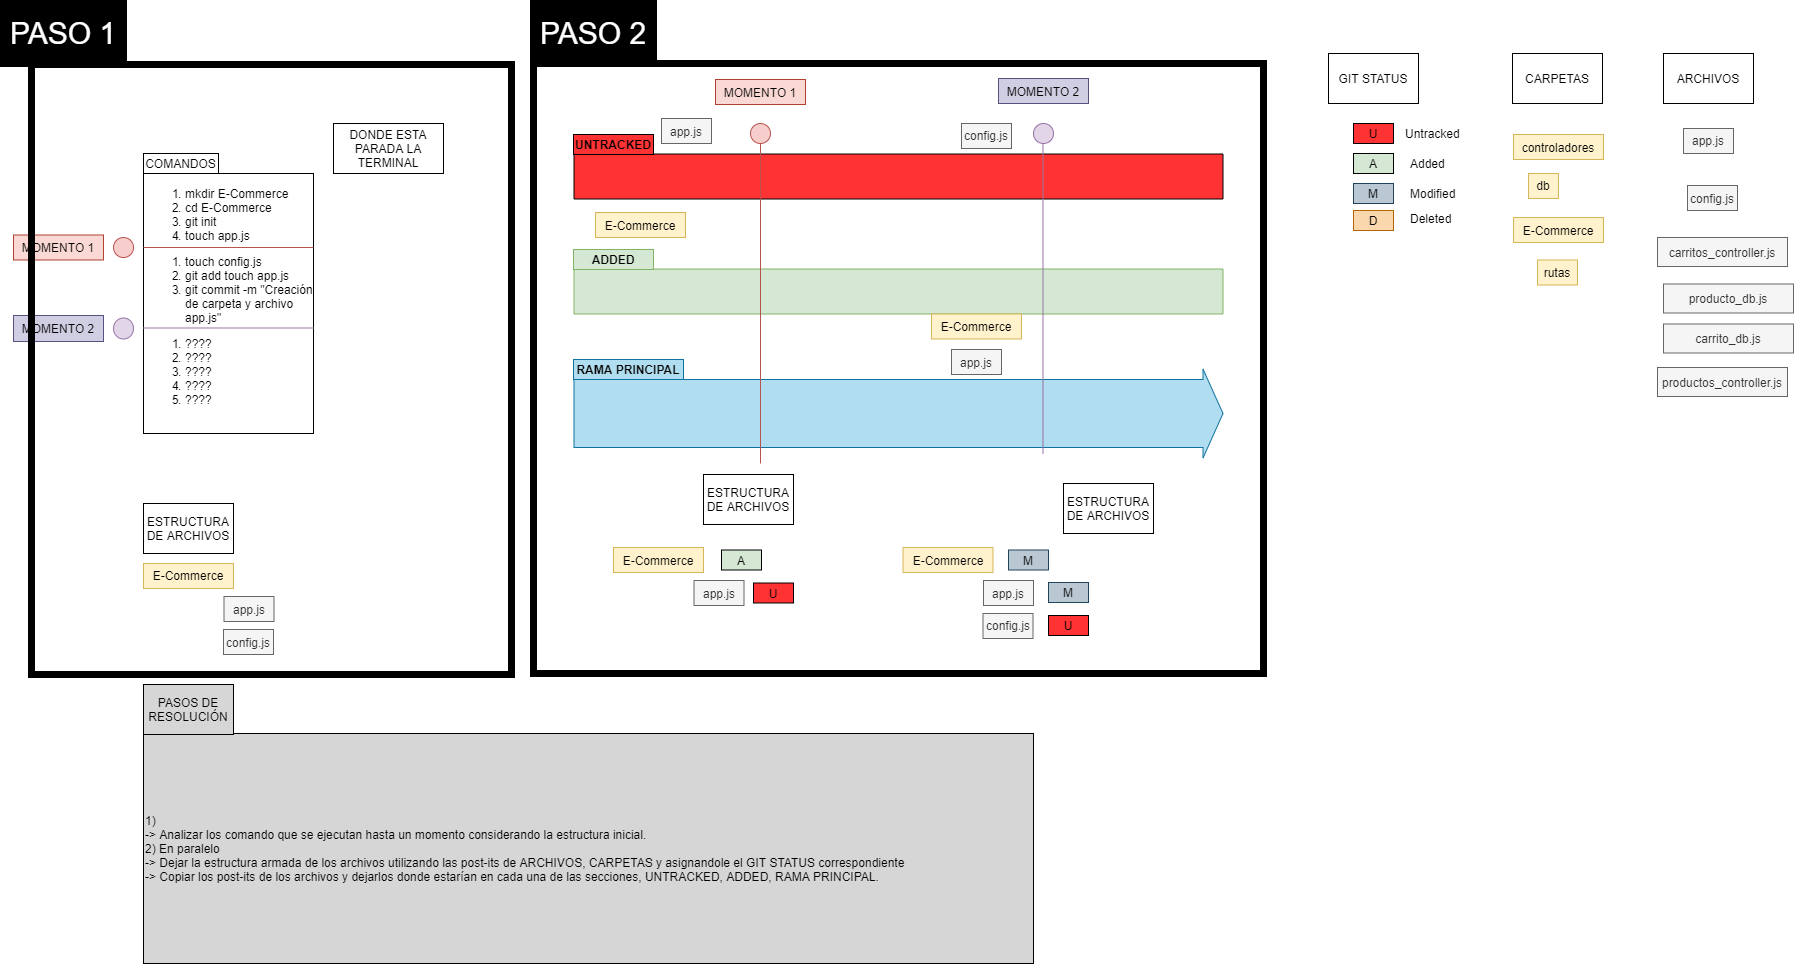 PASO 1
DONDE ESTA
PARADA LA
TERMINAL
COMANDOS
1. mkdir E-Commerce
2. cd E-Commerce
3. git init
4. touch app.js
MOMENTO 1
1. touch config.js
2. git add touch app.js
3. git commit -m "Creación
de carpeta y archivo
app.js"
MOMENTO 2
1. ????
2. ????
3. ????
4. ????
5. ????
ESTRUCTURA
DE ARCHIVOS
E-Commerce
app.js
config.js
PASO 2
MOMENTO 1
MOMENTO 2
app.js
config.js
UNTRACKED
E-Commerce
ADDED
E-Commerce
app.js
RAMA PRINCIPAL
ESTRUCTURA
DE ARCHIVOS
E-Commerce
A
app.js
U
ESTRUCTURA
DE ARCHIVOS
E-Commerce
M
app.js
M
config.js
U
GIT STATUS
U Untracked
A Added
M Modified
D Deleted
CARPETAS
controladores
db
E-Commerce
rutas
ARCHIVOS
app.js
config.js
carritos_controller.js
producto_db.js
carrito_db.js
productos_controller.js
PASOS DE
RESOLUCIÓN
1)
-> Analizar los comando que se ejecutan hasta un momento considerando la estructura inicial.
2) En paralelo
-> Dejar la estructura armada de los archivos utilizando las post-its de ARCHIVOS, CARPETAS y asignandole el GIT STATUS correspondiente
-> Copiar los post-its de los archivos y dejarlos donde estarían en cada una de las secciones, UNTRACKED, ADDED, RAMA PRINCIPAL.